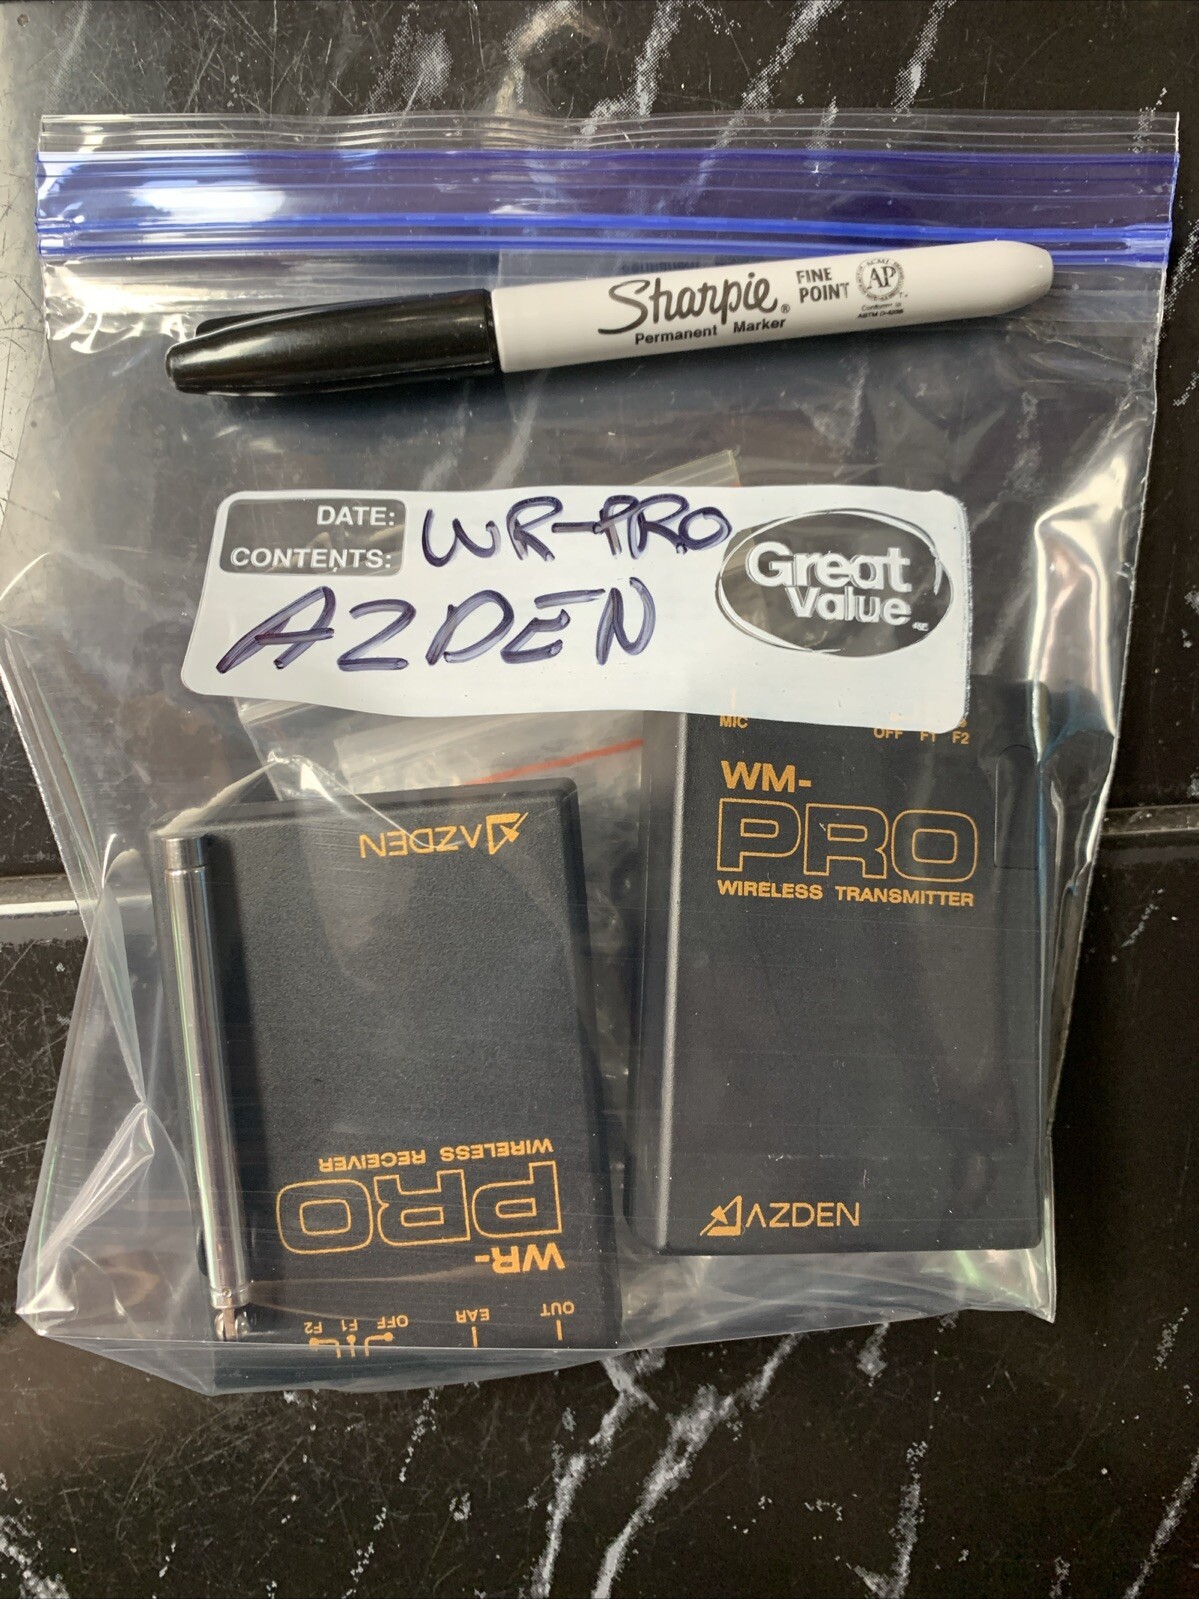 Sharpie®
Permanent Marker
FINE
POINT
AP
DATE:
CONTENTS:
WR-PRO
AZDEN
Great
Value
MIC
OFF F1 F2
WM-
PRO
WIRELESS TRANSMITTER
AZDEN
AZDEN
WIRELESS RECEIVER
PRO
WR-
OUT
EAR
OFF F1 F2